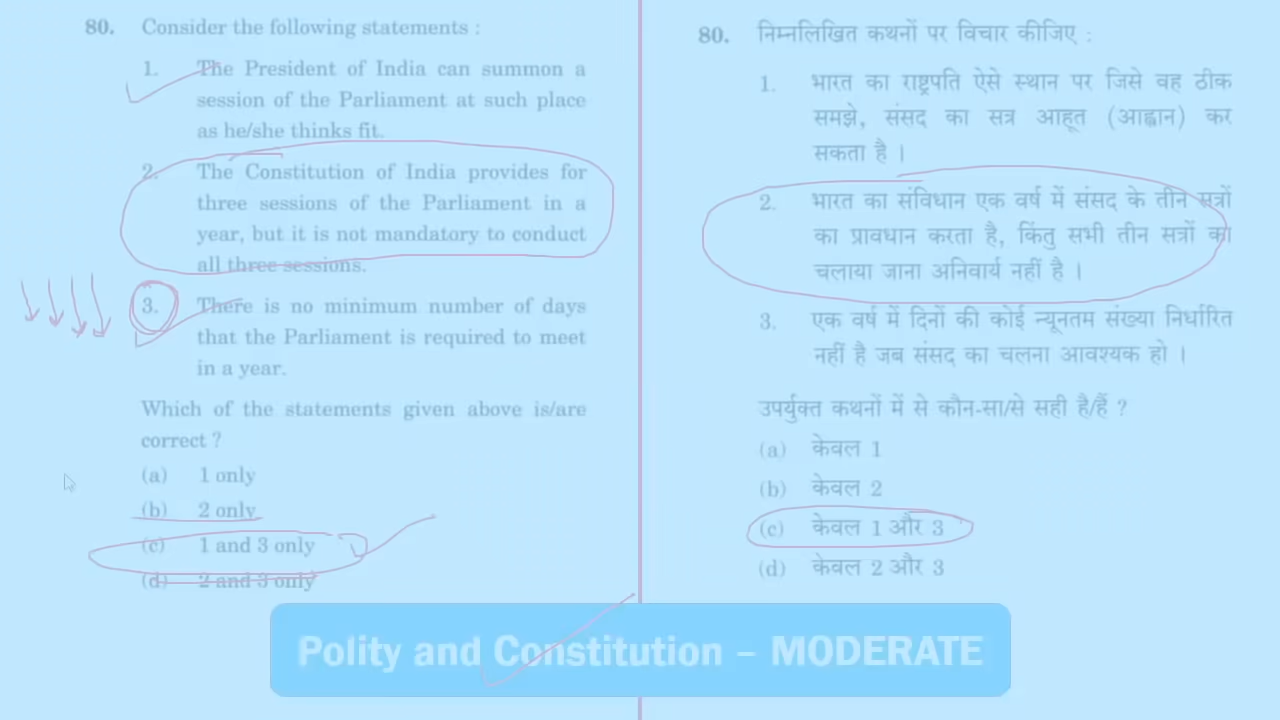 80. Consider the following statements :
1. The President of India can summon a
session of the Parliament at such place
as he/she thinks fit.
2. The Constitution of India provides for
three sessions of the Parliament in a
year, but it is not mandatory to conduct
all three sessions.
3. There is no minimum number of days
that the Parliament is required to meet
in a year.
Which of the statements given above is/are
correct ?
(a) 1 only
(b) 2 only
(c) 1 and 3 only
(d) 2 and 3 only
80. निम्नलिखित कथनों पर विचार कीजिए :
1. भारत का राष्ट्रपति ऐसे स्थान पर जिसे वह ठीक
समझे, संसद का सत्र आहूत (आह्वान) कर
सकता है ।
2. भारत का संविधान एक वर्ष में संसद के तीन सत्रों
का प्रावधान करता है, किंतु सभी तीन सत्रों का
चलाया जाना अनिवार्य नहीं है ।
3. एक वर्ष में दिनों की कोई न्यूनतम संख्या निर्धारित
नहीं है जब संसद का चलना आवश्यक हो ।
उपर्युक्त कथनों में से कौन-सा/से सही है/हैं ?
(a) केवल 1
(b) केवल 2
(c) केवल 1 और 3
(d) केवल 2 और 3
Polity and Constitution – MODERATE